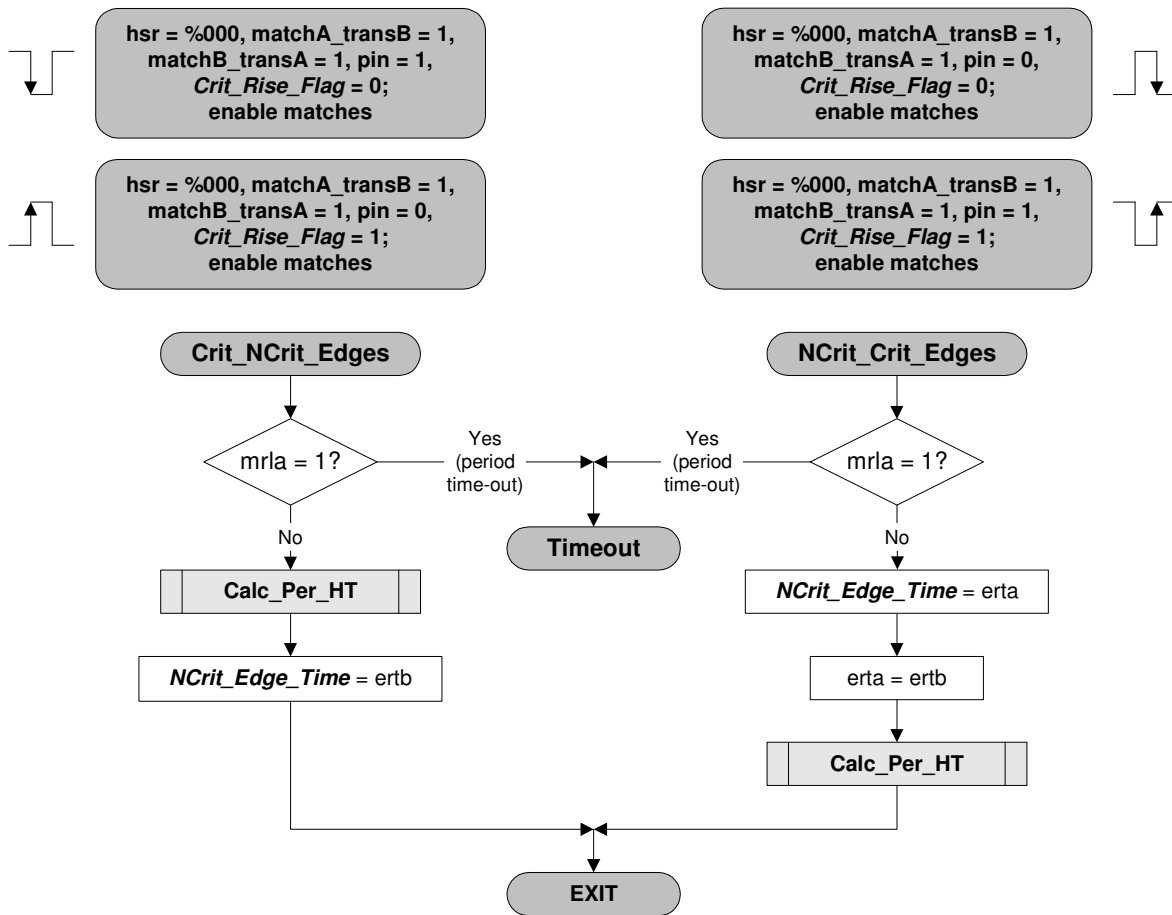 hsr = %000, matchA_transB = 1,
matchB_transA = 1, pin = 1,
Crit_Rise_Flag = 0;
enable matches
hsr = %000, matchA_transB = 1,
matchB_transA = 1, pin = 0,
Crit_Rise_Flag = 0;
enable matches
hsr = %000, matchA_transB = 1,
matchB_transA = 1, pin = 0,
Crit_Rise_Flag = 1;
enable matches
hsr = %000, matchA_transB = 1,
matchB_transA = 1, pin = 1,
Crit_Rise_Flag = 1;
enable matches
Crit_NCrit_Edges
NCrit_Crit_Edges
mrla = 1?
Yes
(period
time-out)
Yes
(period
time-out)
mrla = 1?
No
Timeout
No
Calc_Per_HT
NCrit_Edge_Time = erta
NCrit_Edge_Time = ertb
erta = ertb
Calc_Per_HT
EXIT